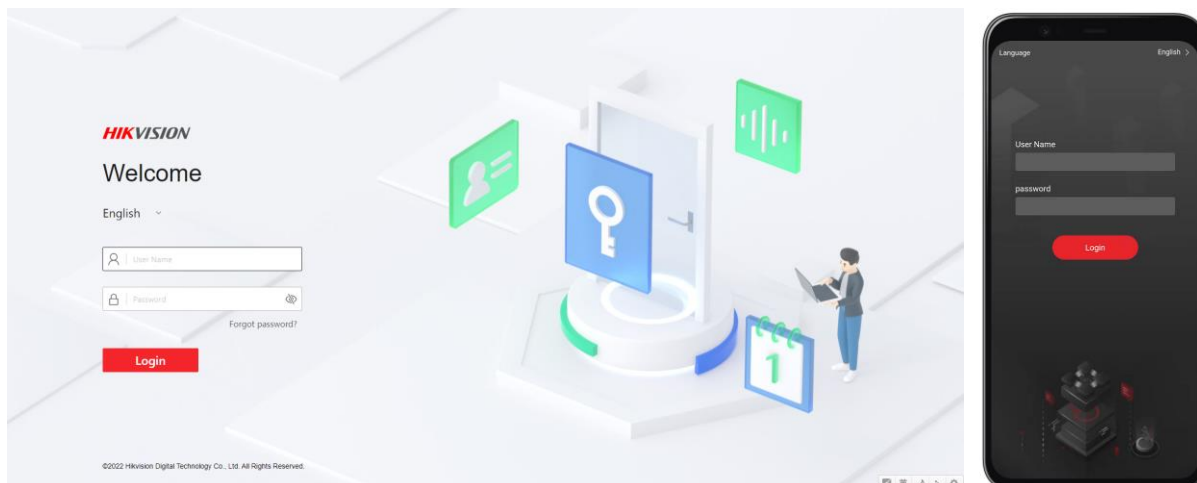 HIKVISION
Welcome
English
User Name
Password
Forgot password?
Login
©2022 Hikvision Digital Technology Co., Ltd. All Rights Reserved.
1
Language English >
User Name
password
Login